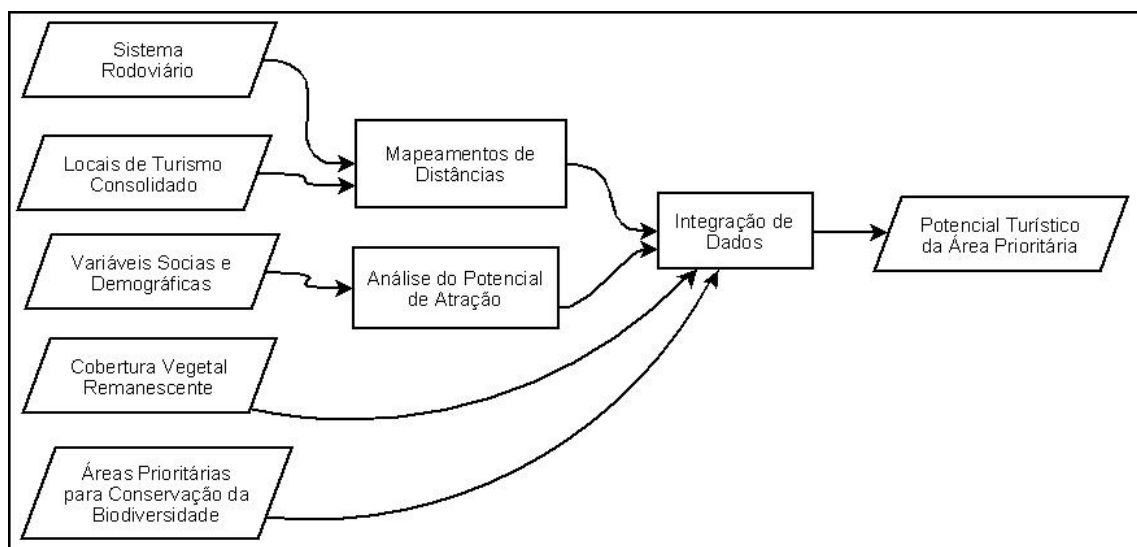 Sistema
Rodoviário
Locais de Turismo
Consolidado
Mapeamentos de
Distâncias
Integração de
Dados
Potencial Turístico
da Área Prioritária
Variáveis Socias e
Demográficas
Análise do Potencial
de Atração
Cobertura Vegetal
Remanescente
Áreas Prioritárias
para Conservação da
Biodiversidade